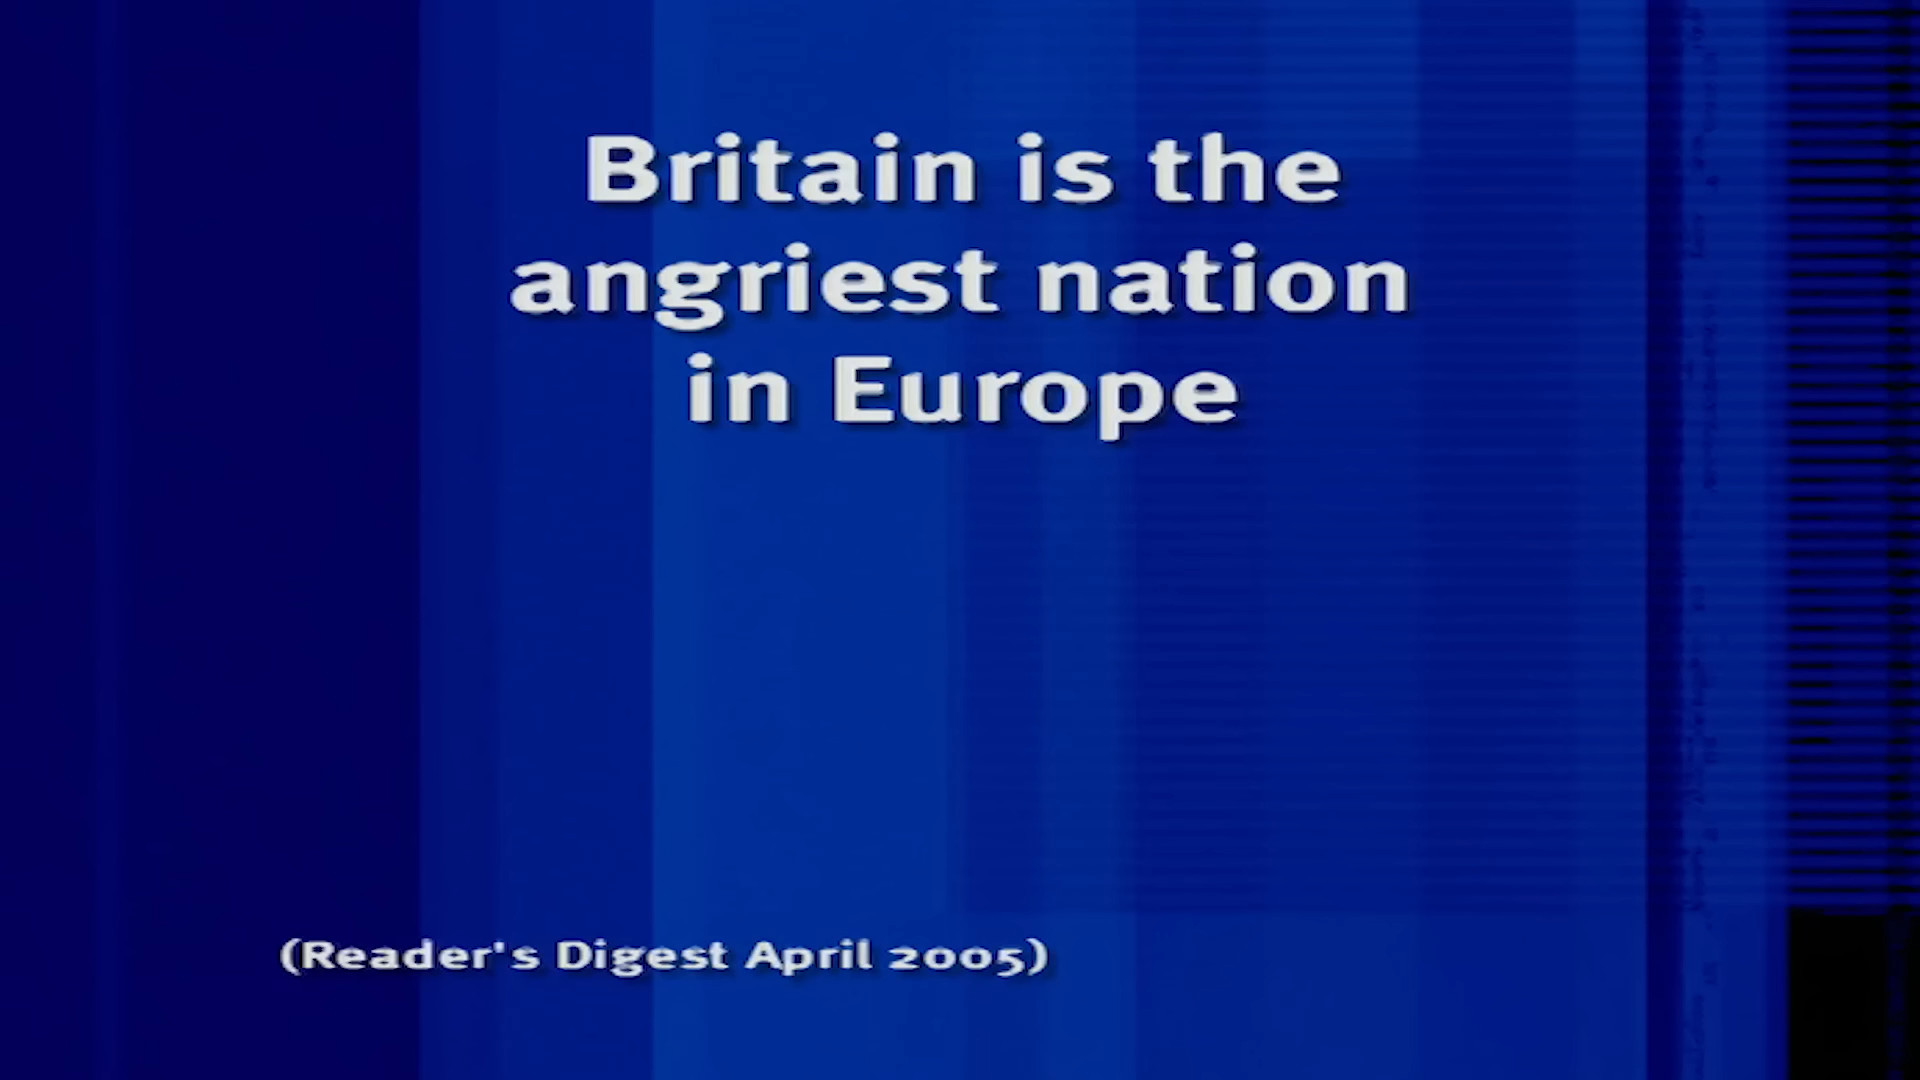 Britain is the
angriest nation
in Europe
(Reader's Digest April 2005)